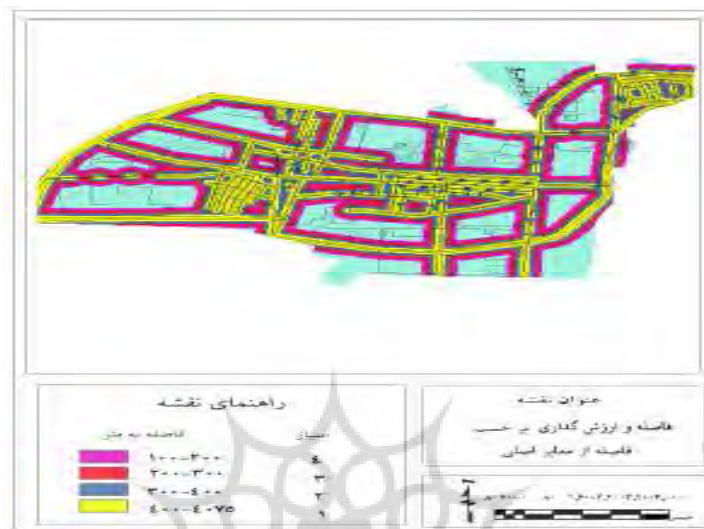 راهنمای نقشه
امتیاز
فاصله به متر
۴
۱۰۰-۲۰۰
۳
۲۰۰-۳۰۰
۲
۳۰۰-۴۰۰
۱
۴۰۰-۴۰۷۵
عنوان نقشه
فاصله و ارزش گذاری بر حسب
فاصله از معابر اصلی